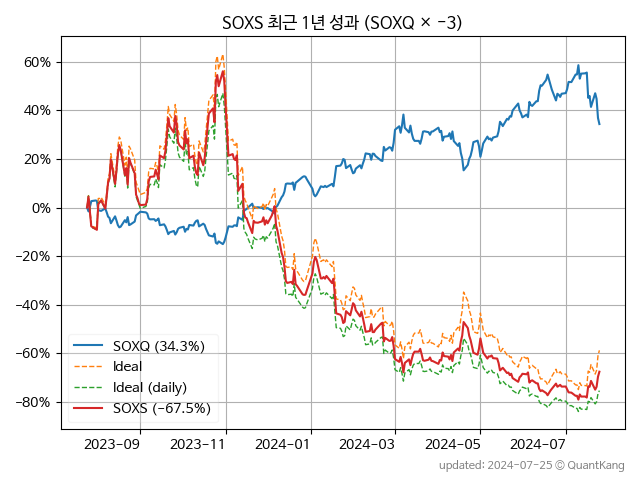 SOXS 최근 1년 성과 (SOXQ × −3)
60%
40%
20%
0%
−20%
−40%
−60%
−80%
SOXQ (34.3%)
Ideal
Ideal (daily)
SOXS (−67.5%)
2023−09 2023−11 2024−01 2024−03 2024−05 2024−07
updated: 2024−07−25 © QuantKang